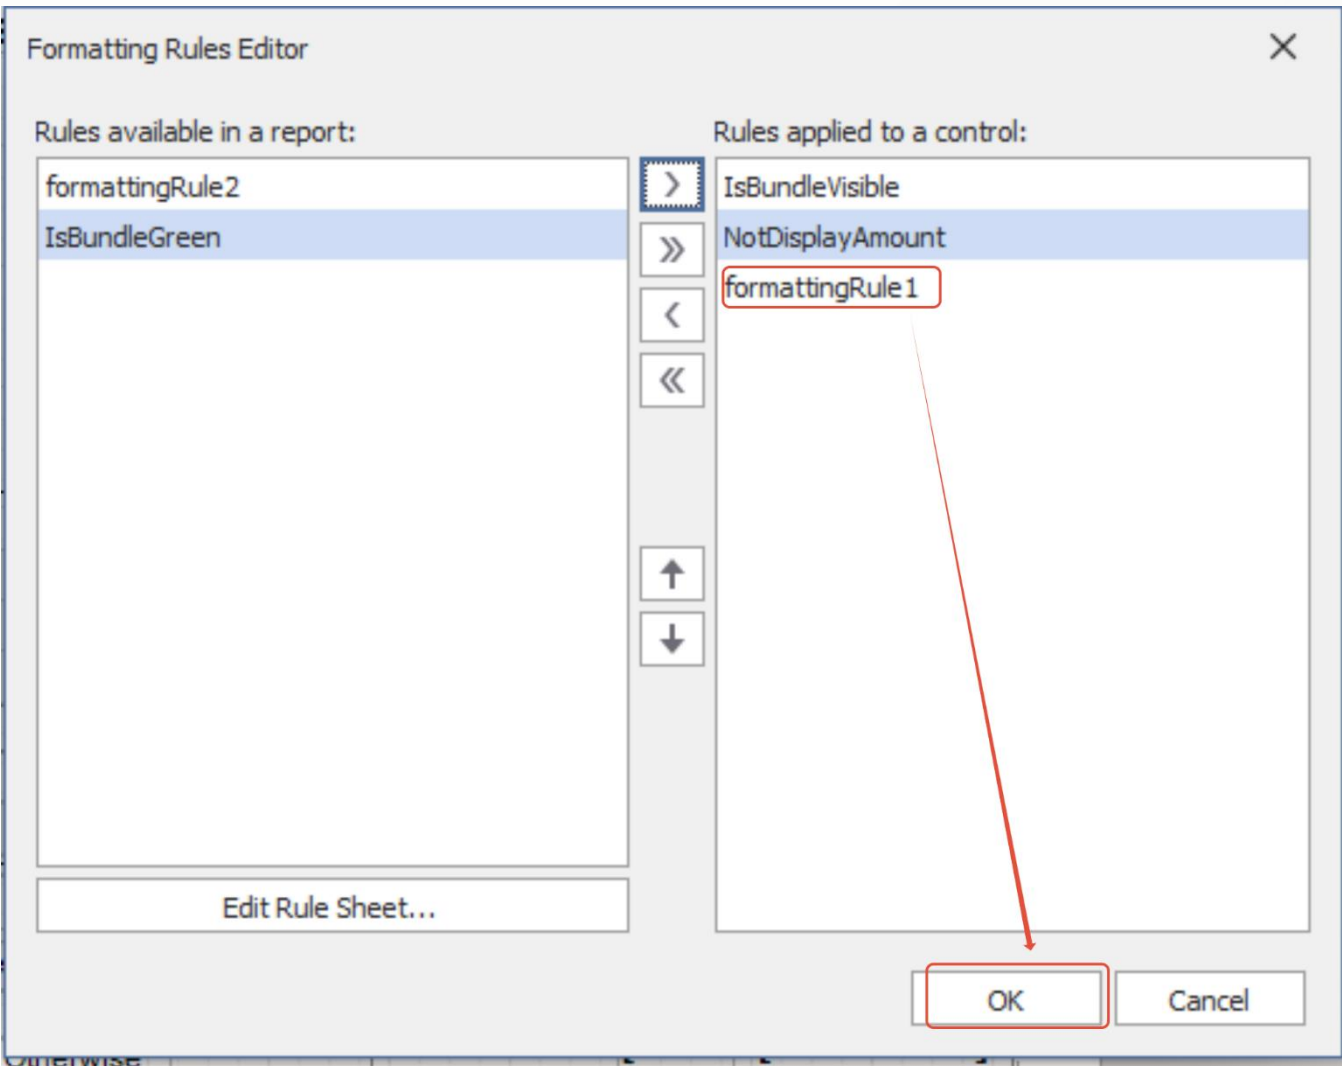 Formatting Rules Editor
Rules available in a report:
Rules applied to a control:
formattingRule2
IsBundleGreen
IsBundleVisible
NotDisplayAmount
formattingRule1
Edit Rule Sheet...
OK
Cancel
Otherwise